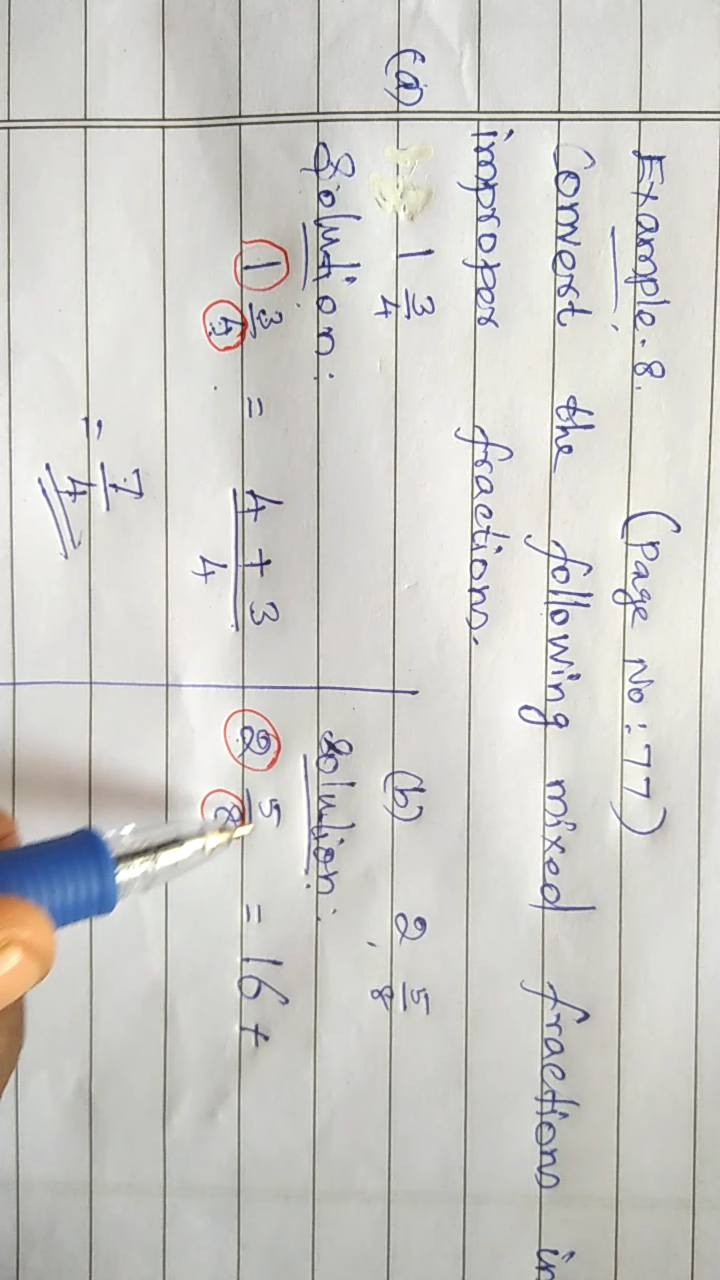 Example. 8. (Page No: 77)
Convert the following mixed fractions in
improper fractions.
(a) 1 3/4
(b) 2 5/8
Solution:
1 3/4 = 4 + 3/4
= 7/4
Solution:
2 5/8 = 16 +